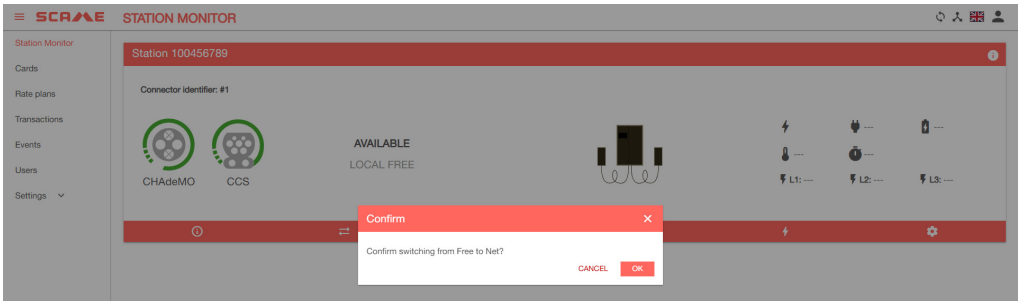 SCAME STATION MONITOR
Station Monitor
Cards
Rate plans
Transactions
Events
Users
Settings
Station 100456789
Connector identifier: #1
CHAdeMO
CCS
AVAILABLE
LOCAL FREE
---
---
---
---
L1: ---
L2: ---
L3: ---
Confirm
Confirm switching from Free to Net?
CANCEL
OK